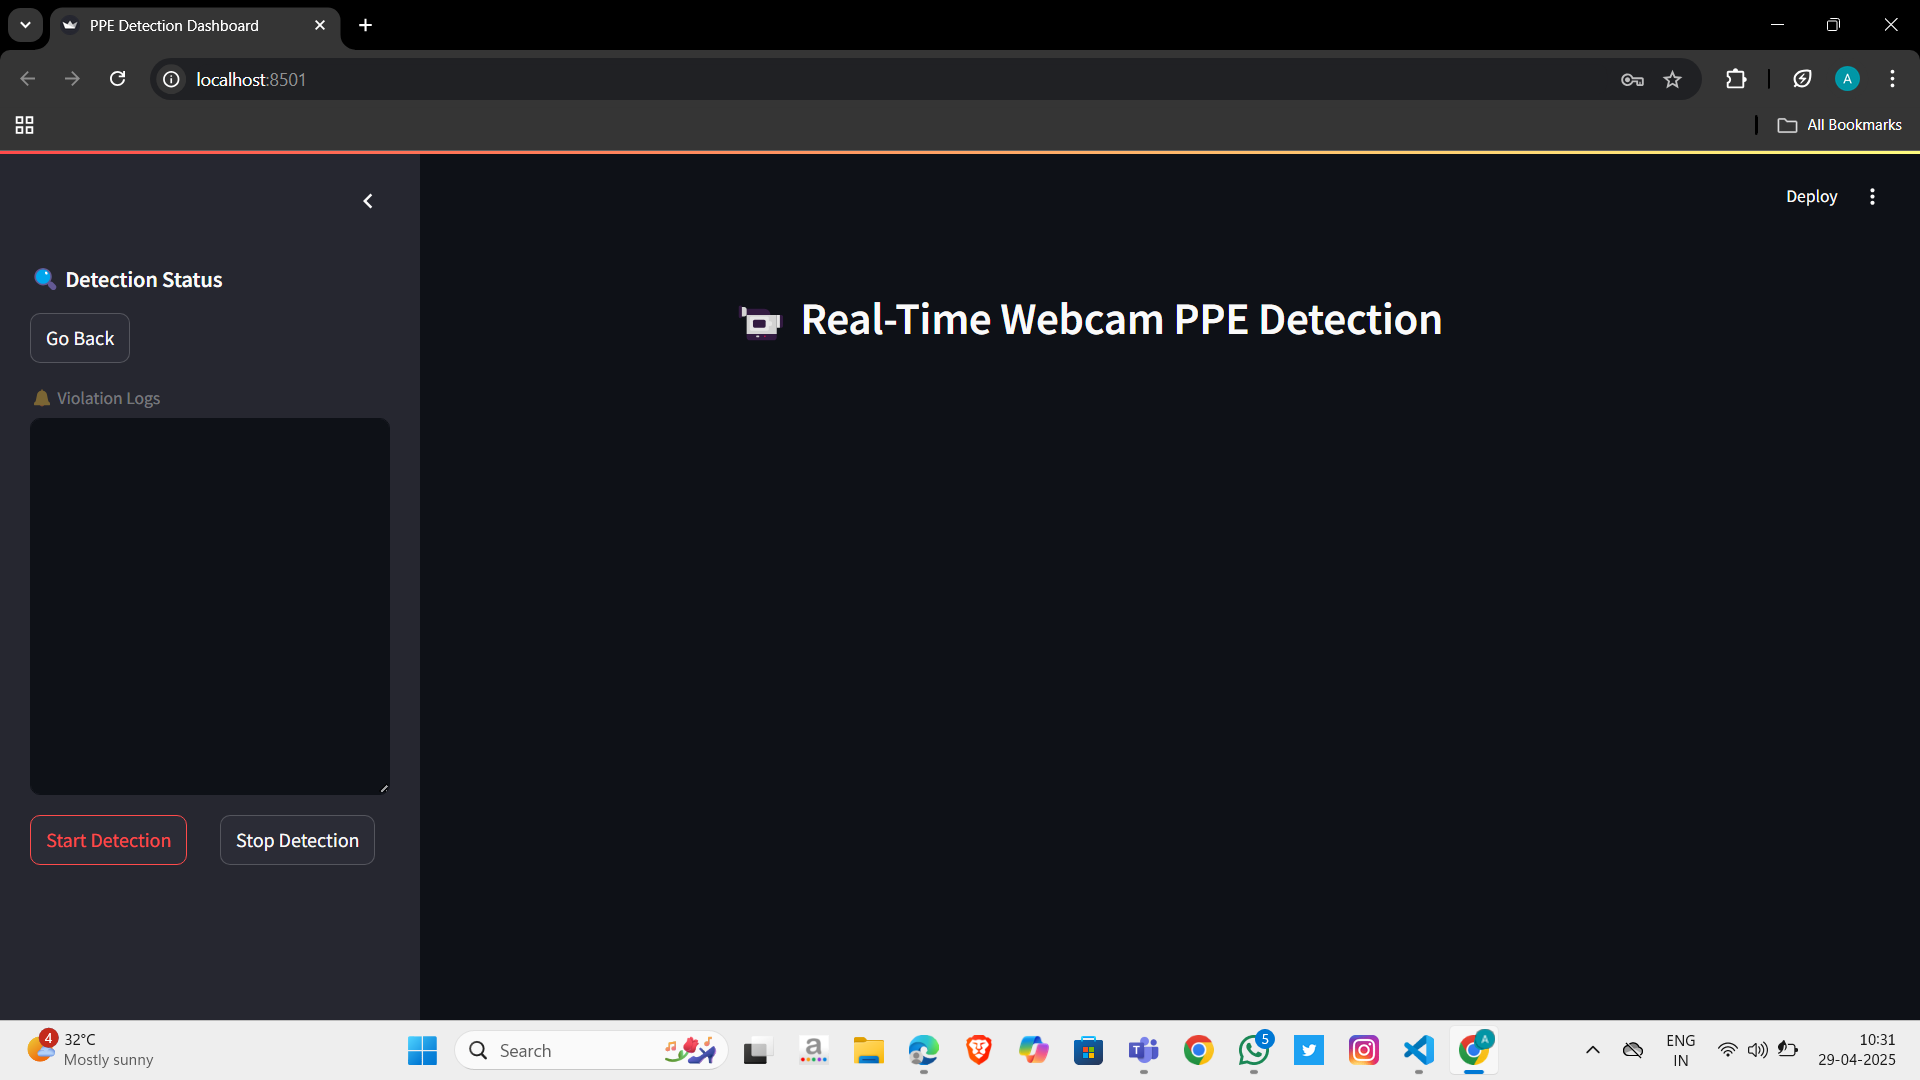 PPE Detection Dashboard
localhost:8501
A
All Bookmarks
Deploy
Detection Status
Go Back
Violation Logs
Start Detection
Stop Detection
Real-Time Webcam PPE Detection
4
32°C
Mostly sunny
Search
a
T
5
A
ENG
IN
10:31
29-04-2025